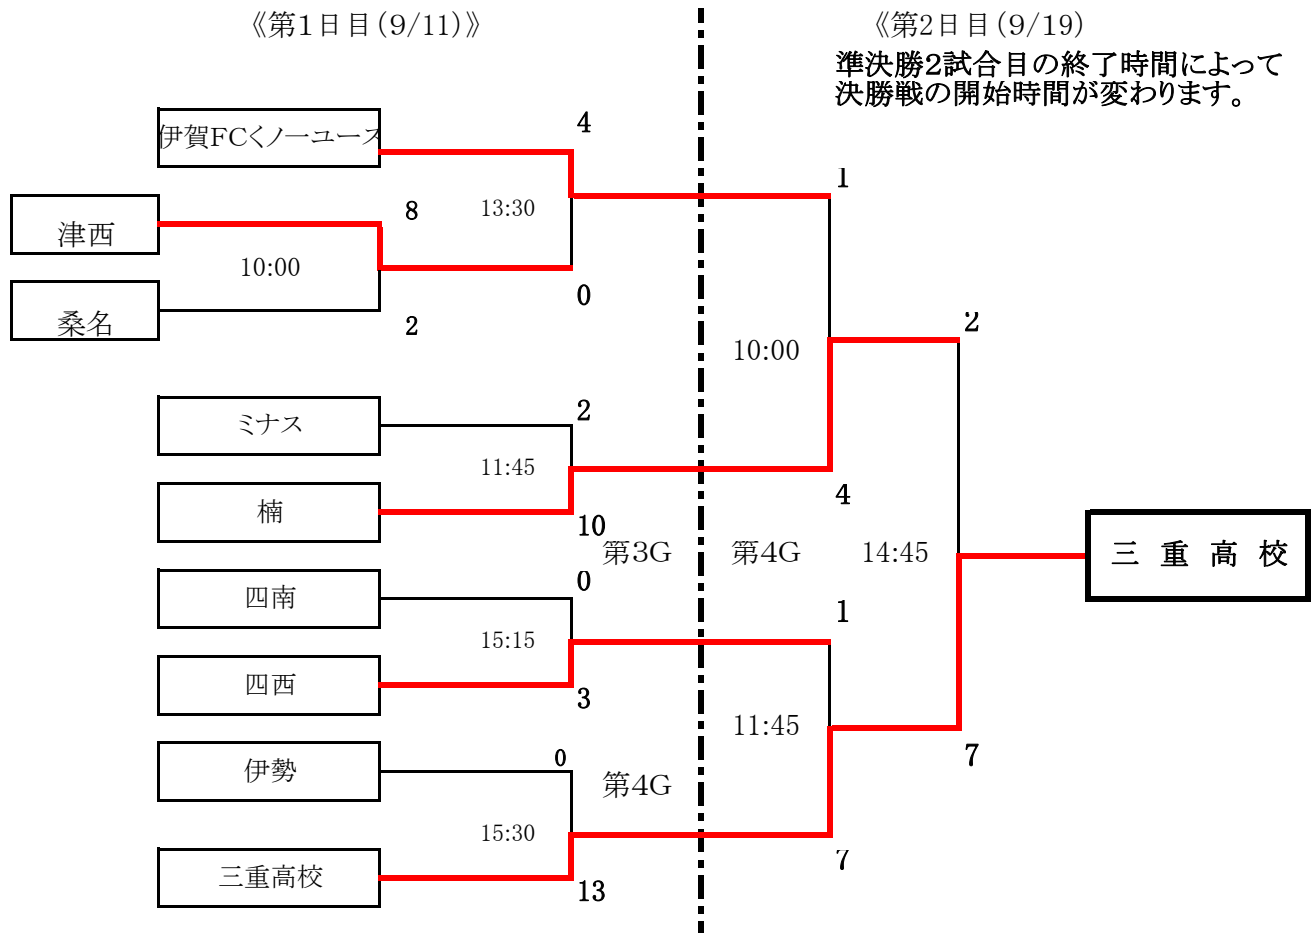 《第１日目（９/11）》
《第２日目（９/19）
準決勝２試合目の終了時間によって
決勝戦の開始時間が変わります。
伊賀ＦＣくノ一ユース
4
1
津西
8
13:30
10:00
桑名
2
0
10:00
2
ミナス
2
11:45
楠
10
4
第３Ｇ
第４Ｇ
14:45
三 重 高 校
四南
0
1
15:15
四西
3
11:45
伊勢
0
第４Ｇ
7
15:30
三重高校
13
7